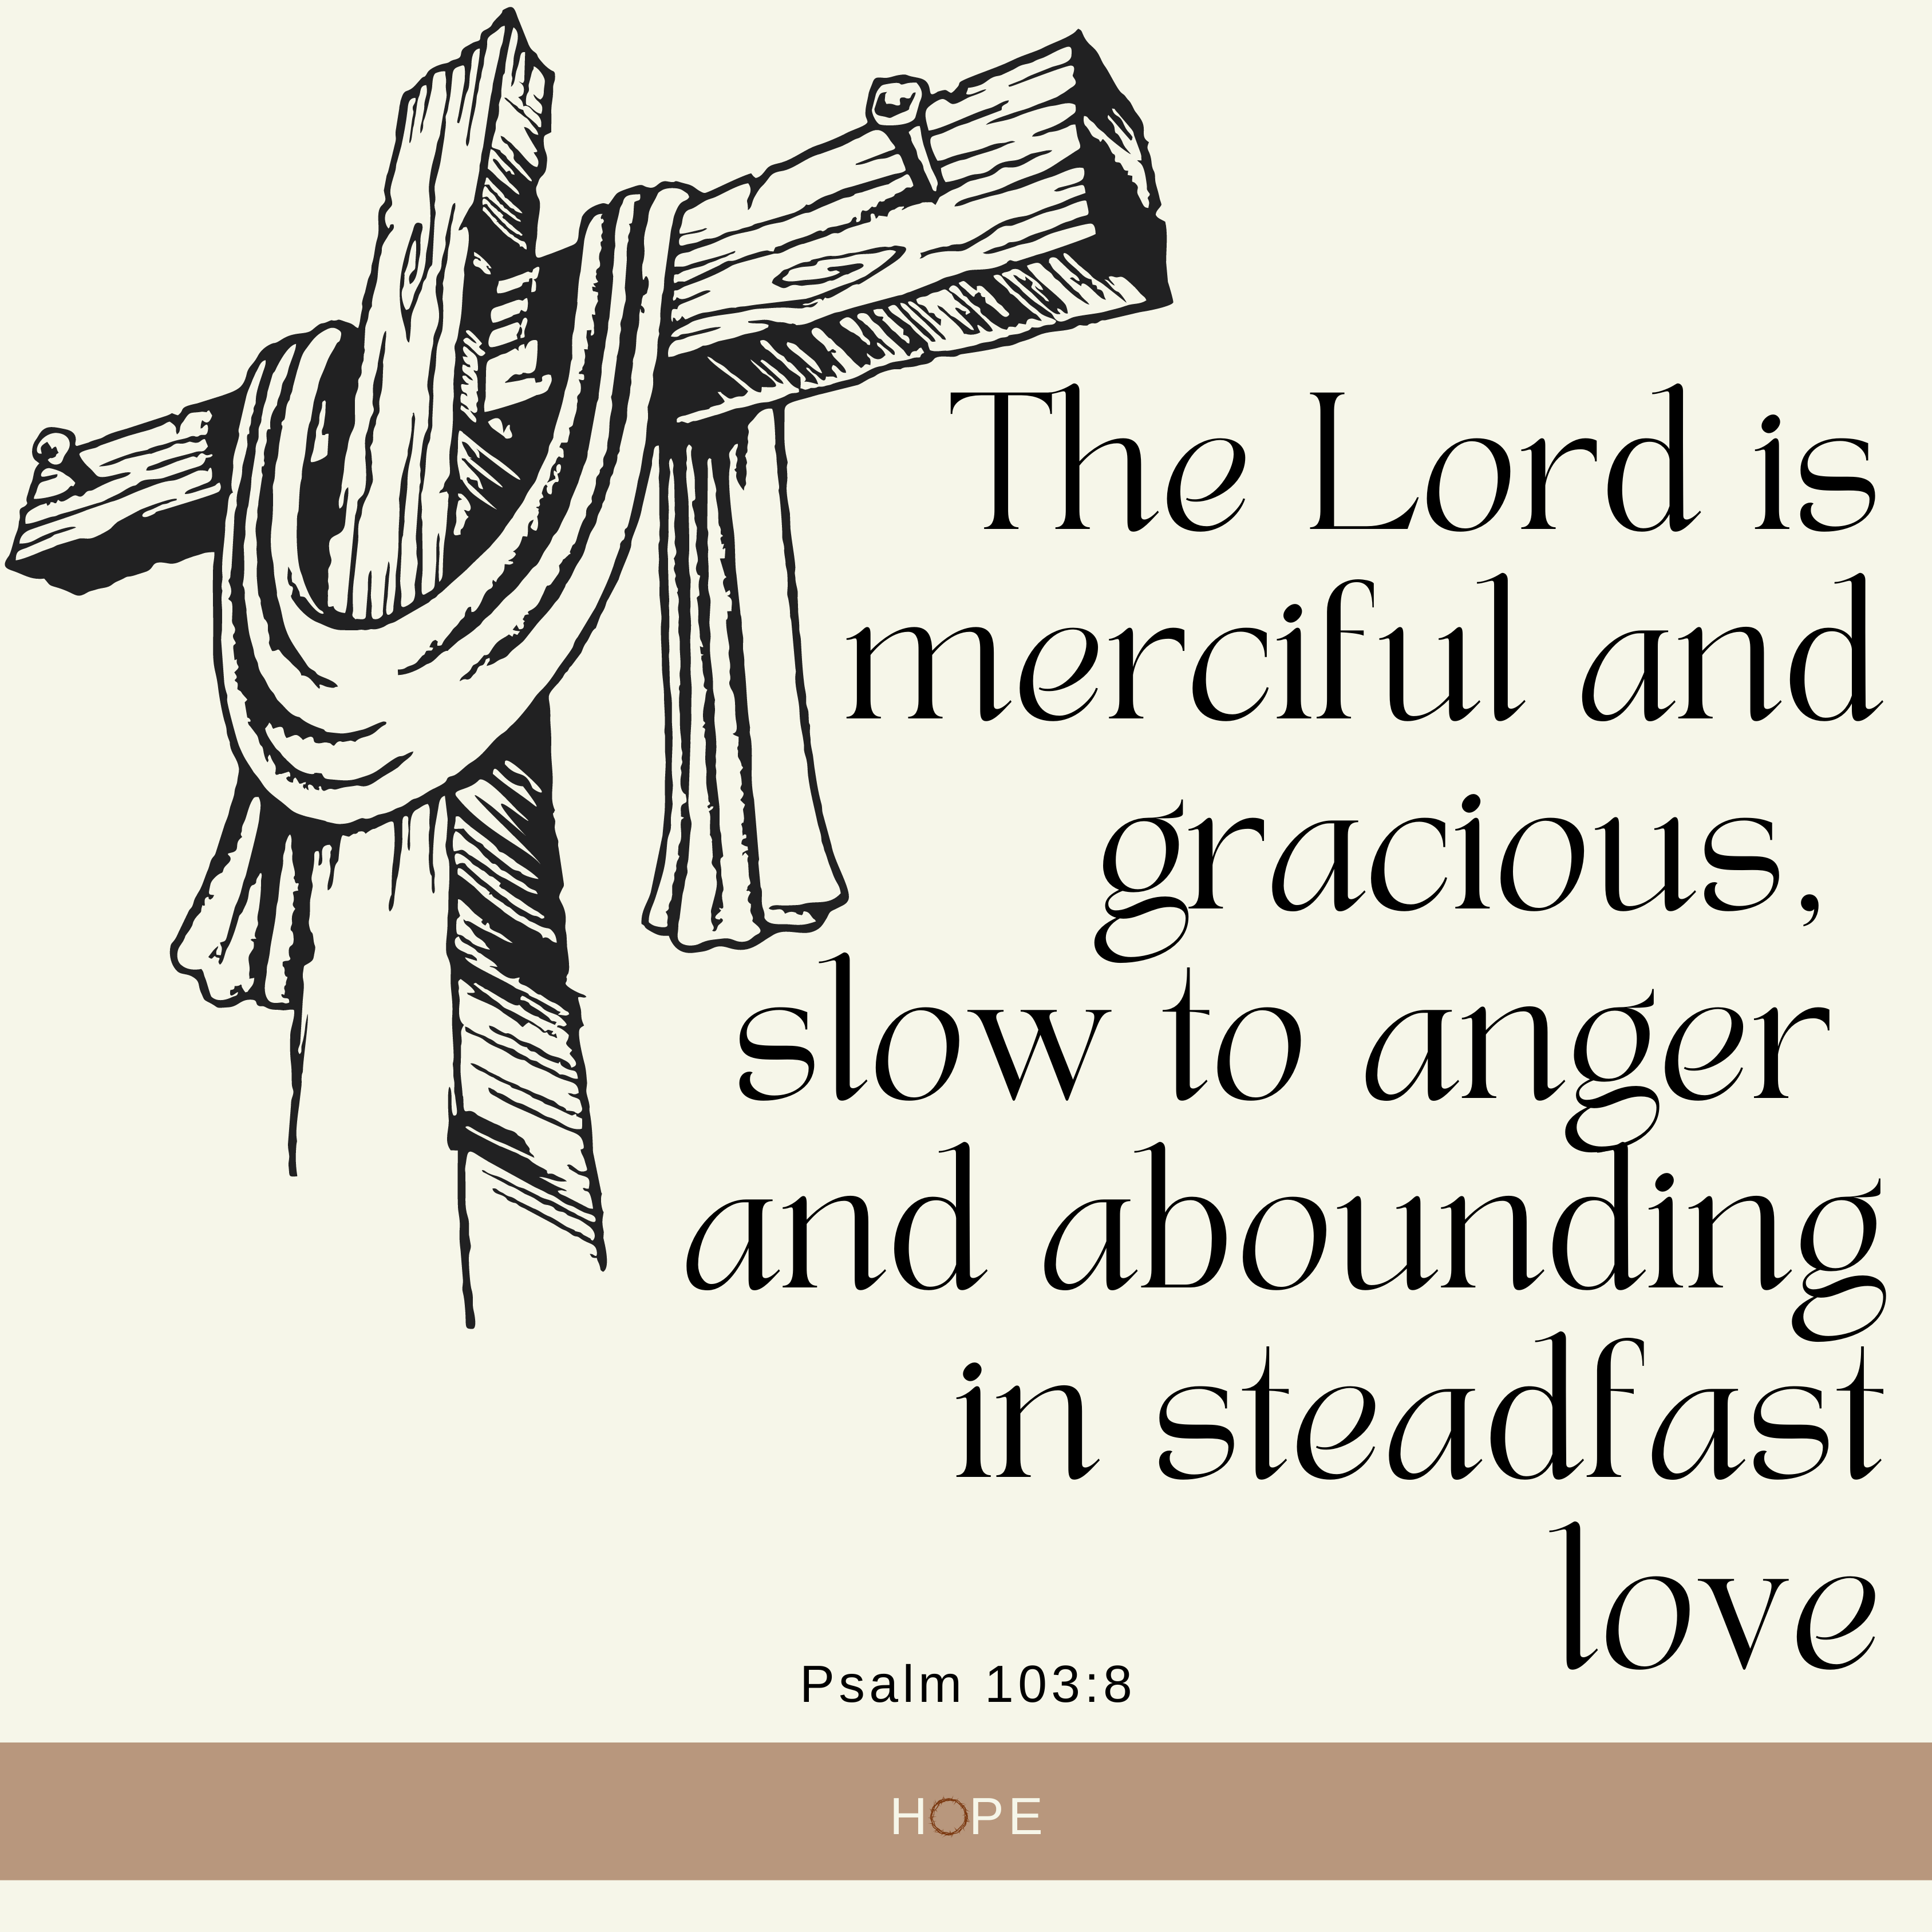 The Lord is
merciful and
gracious,
slow to anger
and abounding
in steadfast
love
Psalm 103:8
HOPE